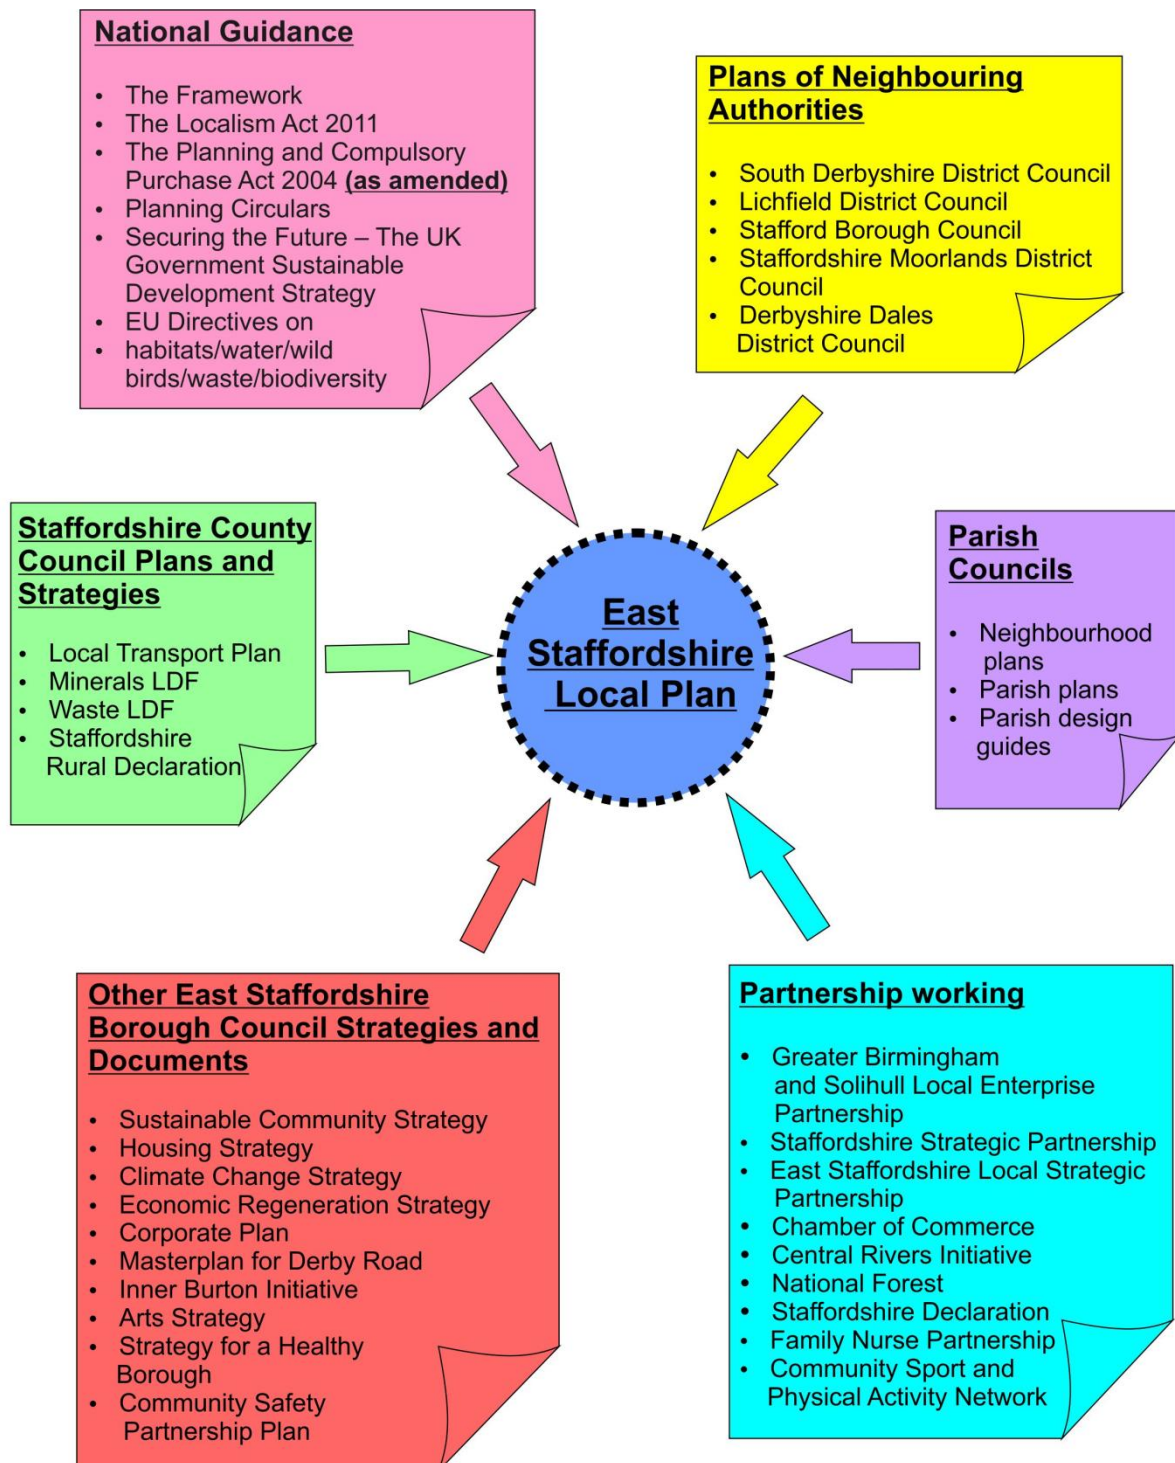 National Guidance
• The Framework
• The Localism Act 2011
• The Planning and Compulsory
Purchase Act 2004 (as amended)
• Planning Circulars
• Securing the Future – The UK
Government Sustainable
Development Strategy
• EU Directives on
• habitats/water/wild
birds/waste/biodiversity
Plans of Neighbouring
Authorities
• South Derbyshire District Council
• Lichfield District Council
• Stafford Borough Council
• Staffordshire Moorlands District
Council
• Derbyshire Dales
District Council
Staffordshire County
Council Plans and
Strategies
• Local Transport Plan
• Minerals LDF
• Waste LDF
• Staffordshire
Rural Declaration
East
Staffordshire
Local Plan
Parish
Councils
• Neighbourhood
plans
• Parish plans
• Parish design
guides
Other East Staffordshire
Borough Council Strategies and
Documents
• Sustainable Community Strategy
• Housing Strategy
• Climate Change Strategy
• Economic Regeneration Strategy
• Corporate Plan
• Masterplan for Derby Road
• Inner Burton Initiative
• Arts Strategy
• Strategy for a Healthy
Borough
• Community Safety
Partnership Plan
Partnership working
• Greater Birmingham
and Solihull Local Enterprise
Partnership
• Staffordshire Strategic Partnership
• East Staffordshire Local Strategic
Partnership
• Chamber of Commerce
• Central Rivers Initiative
• National Forest
• Staffordshire Declaration
• Family Nurse Partnership
• Community Sport and
Physical Activity Network